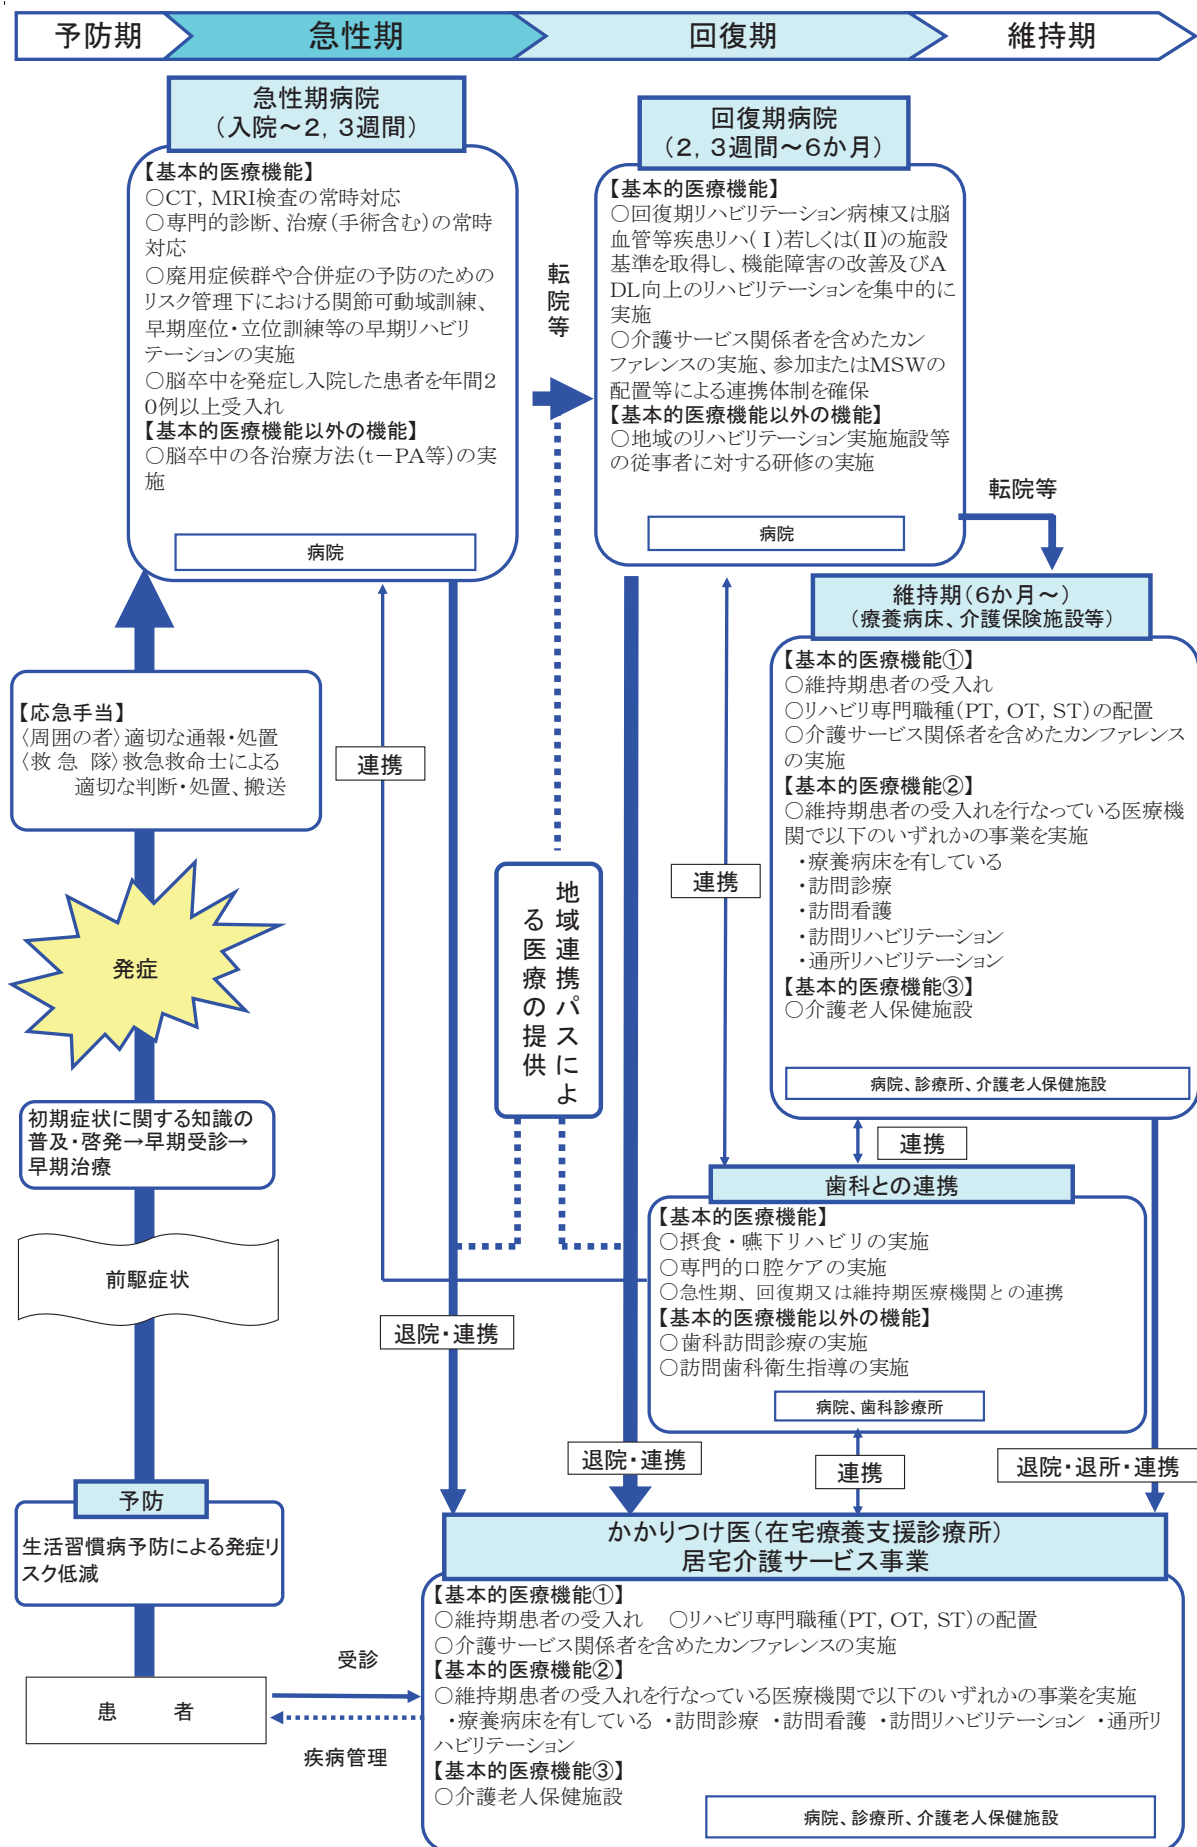 予防期
急性期
回復期
維持期
急性期病院
(入院～2, 3週間)
【基本的医療機能】
○CT, MRI検査の常時対応
○専門的診断、治療(手術含む)の常時
対応
○廃用症候群や合併症の予防のための
リスク管理下における関節可動域訓練、
早期座位・立位訓練等の早期リハビリ
テーションの実施
○脳卒中を発症し入院した患者を年間2
0例以上受入れ
【基本的医療機能以外の機能】
○脳卒中の各治療方法(t－PA等)の実
施
病院
転院等
回復期病院
(2, 3週間～6か月)
【基本的医療機能】
○回復期リハビリテーション病棟又は脳
血管等疾患リハ(Ⅰ)若しくは(Ⅱ)の施設
基準を取得し、機能障害の改善及びA
DL向上のリハビリテーションを集中的に
実施
○介護サービス関係者を含めたカン
ファレンスの実施、参加またはMSWの
配置等による連携体制を確保
【基本的医療機能以外の機能】
○地域のリハビリテーション実施施設等
の従事者に対する研修の実施
病院
転院等
維持期(6か月～)
(療養病床、介護保険施設等)
【基本的医療機能①】
○維持期患者の受入れ
○リハビリ専門職種(PT, OT, ST)の配置
○介護サービス関係者を含めたカンファレンス
の実施
【基本的医療機能②】
○維持期患者の受入れを行なっている医療機
関で以下のいずれかの事業を実施
・療養病床を有している
・訪問診療
・訪問看護
・訪問リハビリテーション
・通所リハビリテーション
【基本的医療機能③】
○介護老人保健施設
病院、診療所、介護老人保健施設
【応急手当】
〈周囲の者〉適切な通報・処置
〈救 急 隊〉救急救命士による
適切な判断・処置、搬送
連携
連携
地域連携パスによ
る医療の提供
発症
初期症状に関する知識の
普及・啓発→早期受診→
早期治療
連携
歯科との連携
【基本的医療機能】
○摂食・嚥下リハビリの実施
○専門的口腔ケアの実施
○急性期、回復期又は維持期医療機関との連携
【基本的医療機能以外の機能】
○歯科訪問診療の実施
○訪問歯科衛生指導の実施
病院、歯科診療所
前駆症状
退院・連携
退院・連携
連携
退院・退所・連携
予防
生活習慣病予防による発症リ
スク低減
かかりつけ医(在宅療養支援診療所)
居宅介護サービス事業
【基本的医療機能①】
○維持期患者の受入れ　○リハビリ専門職種(PT, OT, ST)の配置
○介護サービス関係者を含めたカンファレンスの実施
【基本的医療機能②】
○維持期患者の受入れを行なっている医療機関で以下のいずれかの事業を実施
・療養病床を有している ・訪問診療 ・訪問看護 ・訪問リハビリテーション ・通所リ
ハビリテーション
【基本的医療機能③】
○介護老人保健施設
病院、診療所、介護老人保健施設
受診
患　者
疾病管理